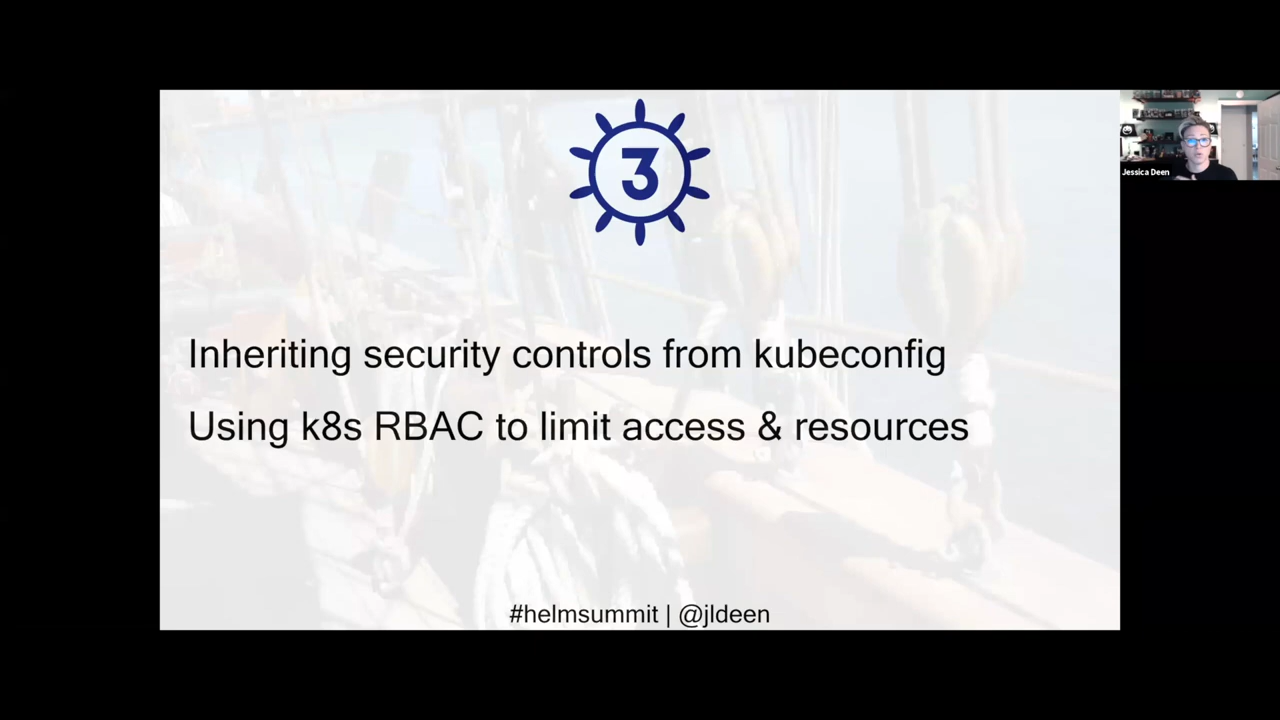 3
Jessica Deen
Inheriting security controls from kubeconfig
Using k8s RBAC to limit access & resources
#helmsummit | @jldeen